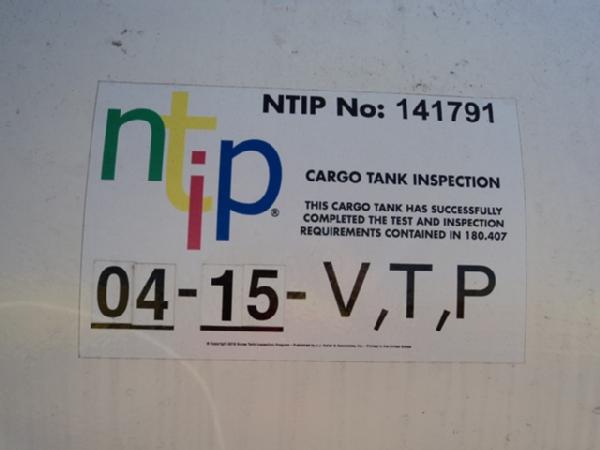 ntip®
NTIP No: 141791
CARGO TANK INSPECTION
THIS CARGO TANK HAS SUCCESSFULLY
COMPLETED THE TEST AND INSPECTION
REQUIREMENTS CONTAINED IN 180.407
04-15-V,T,P